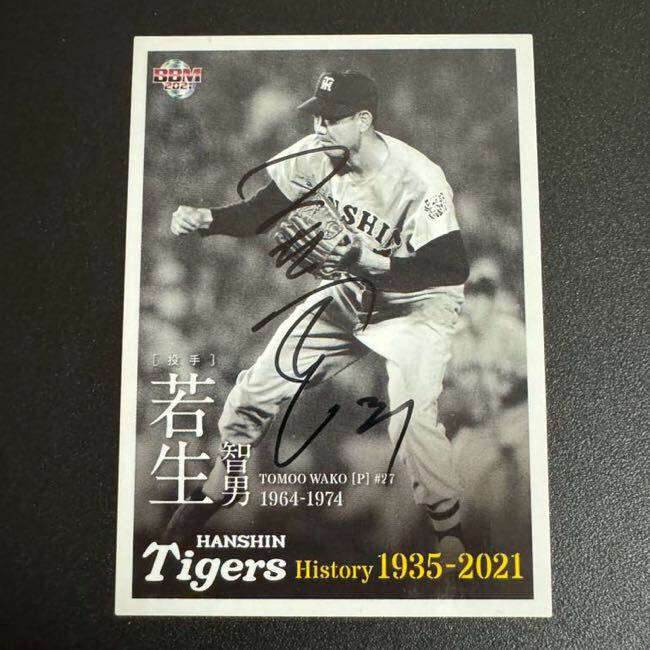 BBM
2021
HANSHIN
[投手]
若生
智男
TOMOO WAKO [P] #27
1964-1974
HANSHIN
Tigers History 1935-2021